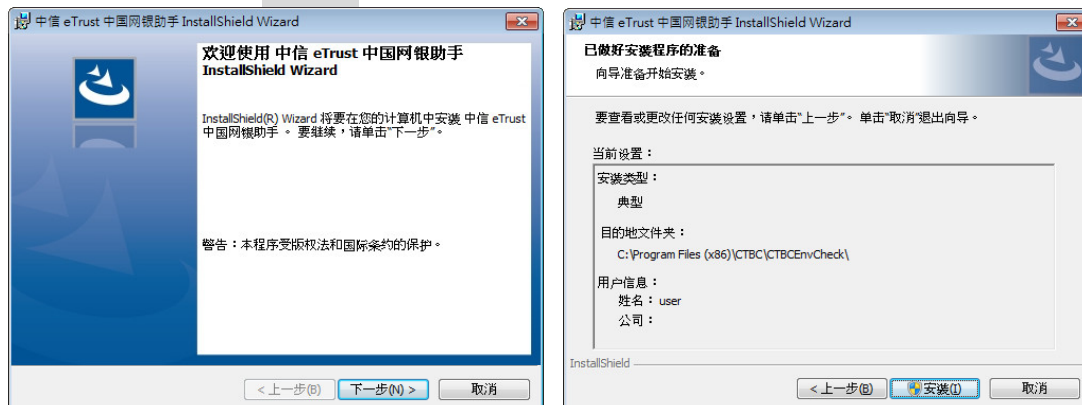 中信 eTrust 中国网银助手 InstallShield Wizard
欢迎使用 中信 eTrust 中国网银助手
InstallShield Wizard
InstallShield(R) Wizard 将要在您的计算机中安装 中信 eTrust
中国网银助手 。 要继续，请单击"下一步"。
警告：本程序受版权法和国际条约的保护。
<上一步(B)
下一步(N) >
取消
中信 eTrust 中国网银助手 InstallShield Wizard
已做好安装程序的准备
向导准备开始安装。
要查看或更改任何安装设置，请单击"上一步"。 单击"取消"退出向导。
当前设置：
安装类型：
典型
目的地文件夹：
C:\Program Files (x86)\CTBC\CTBCEnvCheck\
用户信息：
姓名：user
公司：
InstallShield
<上一步(B)
安装(I)
取消